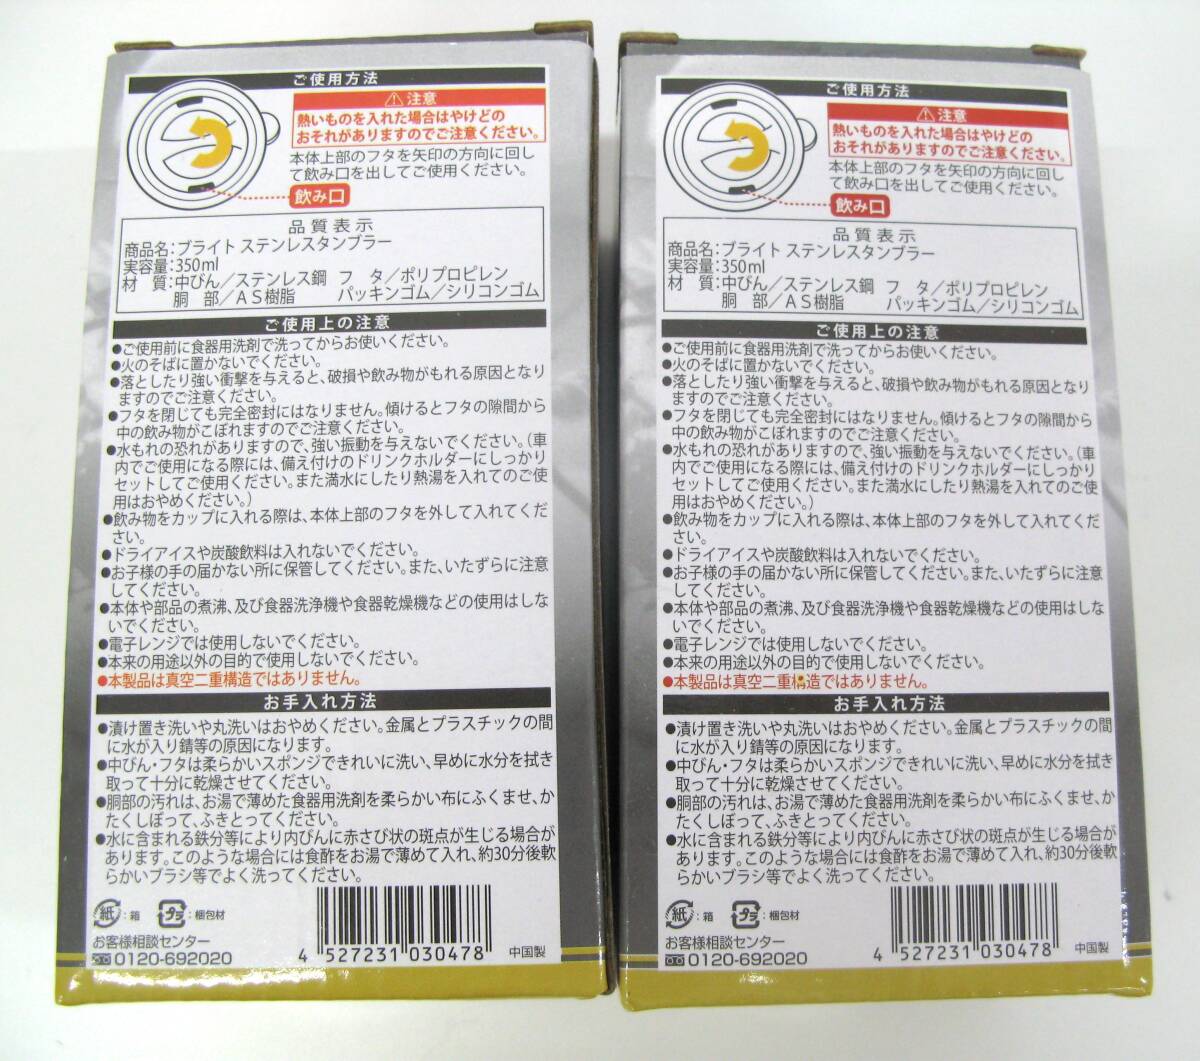 ご使用方法
⚠注意
熱いものを入れた場合はやけどの
おそれがありますのでご注意ください。
本体上部のフタを矢印の方向に回し
て飲み口を出してご使用ください。
飲み口
品質表示
商品名:ブライト ステンレスタンブラー
実容量:350ml
材 質:中びん/ステンレス鋼 フ タ/ポリプロピレン
胴 部/AS樹脂 パッキンゴム/シリコンゴム
ご使用上の注意
●ご使用前に食器用洗剤で洗ってからお使いください。
●火のそばに置かないでください。
●落としたり強い衝撃を与えると、破損や飲み物がもれる原因となり
ますのでご注意ください。
●フタを閉じても完全密封にはなりません。傾けるとフタの隙間から
中の飲み物がこぼれますのでご注意ください。
●水もれの恐れがありますので、強い振動を与えないでください。(車
内でご使用になる際には、備え付けのドリンクホルダーにしっかり
セットしてご使用ください。また満水にしたり熱湯を入れてのご使
用はおやめください。)
●飲み物をカップに入れる際は、本体上部のフタを外して入れてくだ
さい。
●ドライアイスや炭酸飲料は入れないでください。
●お子様の手の届かない所に保管してください。また、いたずらに注意
してください。
●本体や部品の煮沸、及び食器洗浄機や食器乾燥機などの使用はしな
いでください。
●電子レンジでは使用しないでください。
●本来の用途以外の目的で使用しないでください。
●本製品は真空二重構造ではありません。
お手入れ方法
●漬け置き洗いや丸洗いはおやめください。金属とプラスチックの間
に水が入り錆等の原因になります。
●中びん・フタは柔らかいスポンジできれいに洗い、早めに水分を拭き
取って十分に乾燥させてください。
●胴部の汚れは、お湯で薄めた食器用洗剤を柔らかい布にふくませ、か
たくしぼって、ふきとってください。
●水に含まれる鉄分等により内びんに赤さび状の斑点が生じる場合が
あります。このような場合には食酢をお湯で薄めて入れ、約30分後軟
らかいブラシ等でよく洗ってください。
紙:箱 プラ:梱包材
お客様相談センター
0120-692020
4 527231 030478
中国製
ご使用方法
⚠注意
熱いものを入れた場合はやけどの
おそれがありますのでご注意ください。
本体上部のフタを矢印の方向に回し
て飲み口を出してご使用ください。
飲み口
品質表示
商品名:ブライト ステンレスタンブラー
実容量:350ml
材 質:中びん/ステンレス鋼 フ タ/ポリプロピレン
胴 部/AS樹脂 パッキンゴム/シリコンゴム
ご使用上の注意
●ご使用前に食器用洗剤で洗ってからお使いください。
●火のそばに置かないでください。
●落としたり強い衝撃を与えると、破損や飲み物がもれる原因となり
ますのでご注意ください。
●フタを閉じても完全密封にはなりません。傾けるとフタの隙間から
中の飲み物がこぼれますのでご注意ください。
●水もれの恐れがありますので、強い振動を与えないでください。(車
内でご使用になる際には、備え付けのドリンクホルダーにしっかり
セットしてご使用ください。また満水にしたり熱湯を入れてのご使
用はおやめください。)
●飲み物をカップに入れる際は、本体上部のフタを外して入れてくだ
さい。
●ドライアイスや炭酸飲料は入れないでください。
●お子様の手の届かない所に保管してください。また、いたずらに注意
してください。
●本体や部品の煮沸、及び食器洗浄機や食器乾燥機などの使用はしな
いでください。
●電子レンジでは使用しないでください。
●本来の用途以外の目的で使用しないでください。
●本製品は真空二重構造ではありません。
お手入れ方法
●漬け置き洗いや丸洗いはおやめください。金属とプラスチックの間
に水が入り錆等の原因になります。
●中びん・フタは柔らかいスポンジできれいに洗い、早めに水分を拭き
取って十分に乾燥させてください。
●胴部の汚れは、お湯で薄めた食器用洗剤を柔らかい布にふくませ、か
たくしぼって、ふきとってください。
●水に含まれる鉄分等により内びんに赤さび状の斑点が生じる場合が
あります。このような場合には食酢をお湯で薄めて入れ、約30分後軟
らかいブラシ等でよく洗ってください。
紙:箱 プラ:梱包材
お客様相談センター
0120-692020
4 527231 030478
中国製